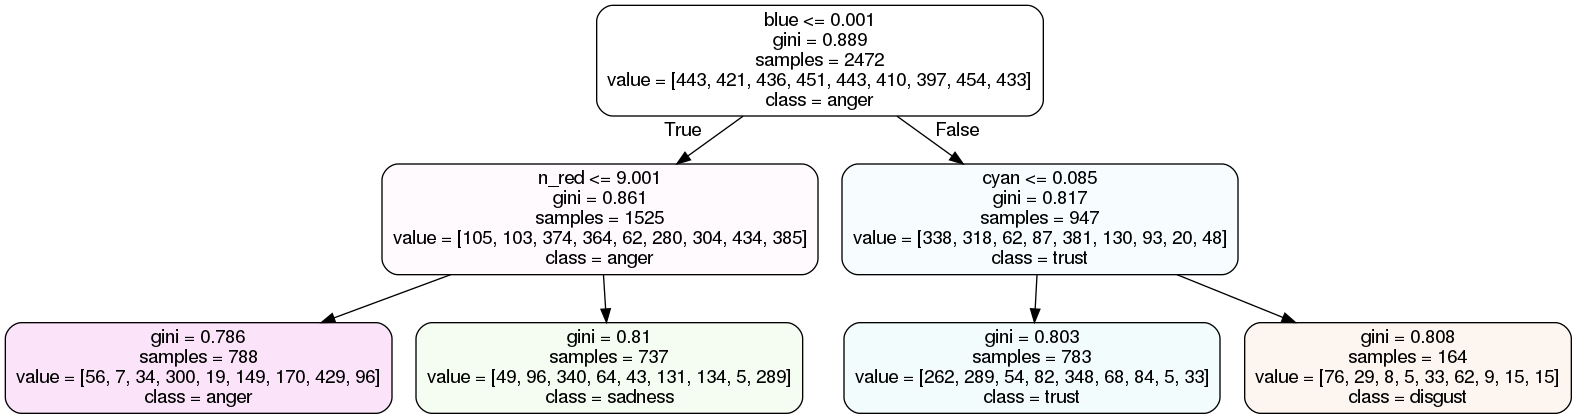 blue <= 0.001
gini = 0.889
samples = 2472
value = [443, 421, 436, 451, 443, 410, 397, 454, 433]
class = anger
True
False
n_red <= 9.001
gini = 0.861
samples = 1525
value = [105, 103, 374, 364, 62, 280, 304, 434, 385]
class = anger
cyan <= 0.085
gini = 0.817
samples = 947
value = [338, 318, 62, 87, 381, 130, 93, 20, 48]
class = trust
gini = 0.786
samples = 788
value = [56, 7, 34, 300, 19, 149, 170, 429, 96]
class = anger
gini = 0.81
samples = 737
value = [49, 96, 340, 64, 43, 131, 134, 5, 289]
class = sadness
gini = 0.803
samples = 783
value = [262, 289, 54, 82, 348, 68, 84, 5, 33]
class = trust
gini = 0.808
samples = 164
value = [76, 29, 8, 5, 33, 62, 9, 15, 15]
class = disgust